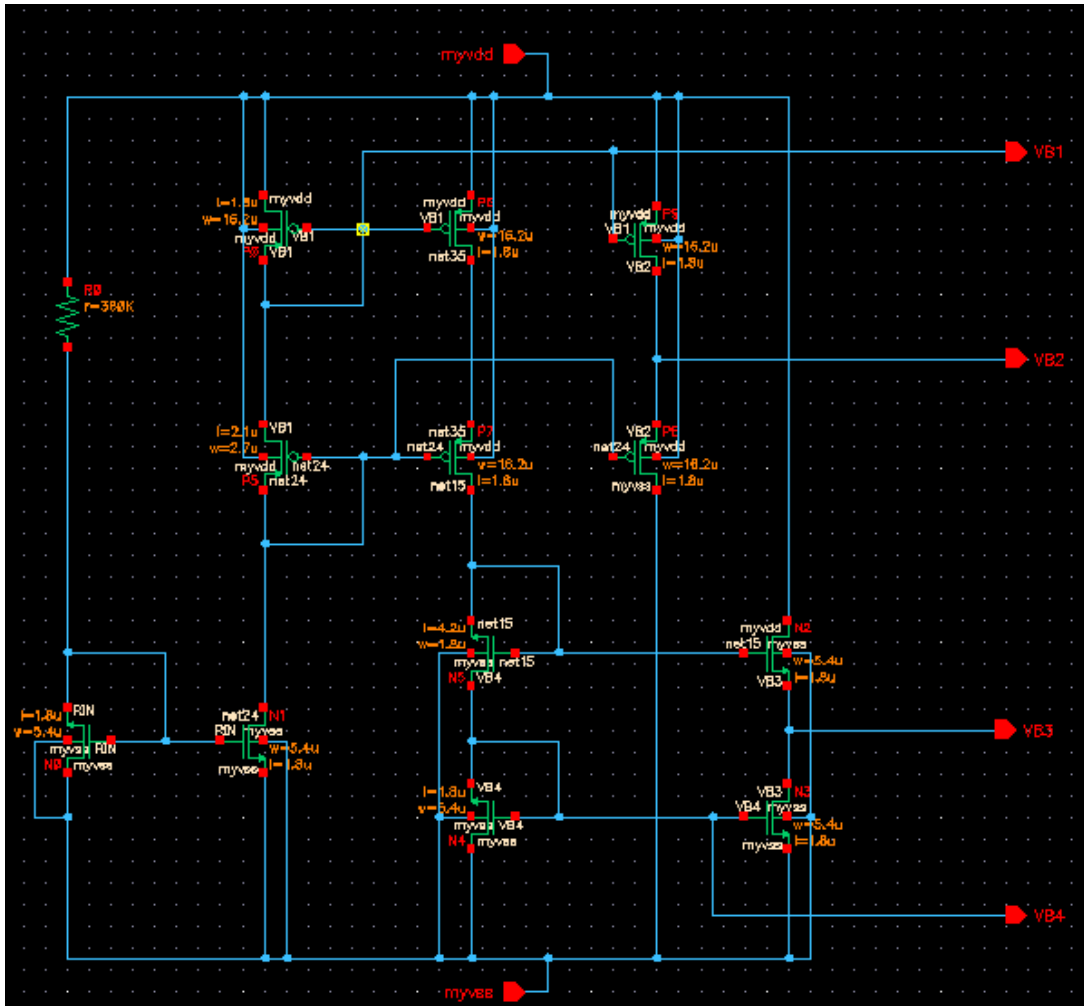 myvdd
VB1
l=1.8u
myvdd
w=16.2u
myvdd
VB1
VB1
P6
VB1
myvdd
w=16.2u
l=1.8u
net35
myvdd
P9
VB1
myvdd
w=16.2u
l=1.8u
VB2
R0
r=380K
VB2
l=2.1u
VB1
w=2.7u
myvdd
net24
P5
net24
net35
P7
net24
myvdd
w=16.2u
l=1.8u
net15
VB2
net24
myvdd
w=16.2u
l=1.8u
myvss
l=4.2u
net15
w=1.8u
myvss
net15
N5
VB4
myvdd
N2
net15
myvss
w=5.4u
l=1.8u
VB3
l=1.8u
RIN
w=5.4u
myvss
RIN
N0
myvss
net24
N1
RIN
myvss
w=5.4u
l=1.8u
myvss
VB3
l=1.8u
VB4
w=5.4u
myvss
VB4
N4
myvss
VB3
N3
VB4
myvss
w=5.4u
l=1.8u
myvss
VB4
myvss